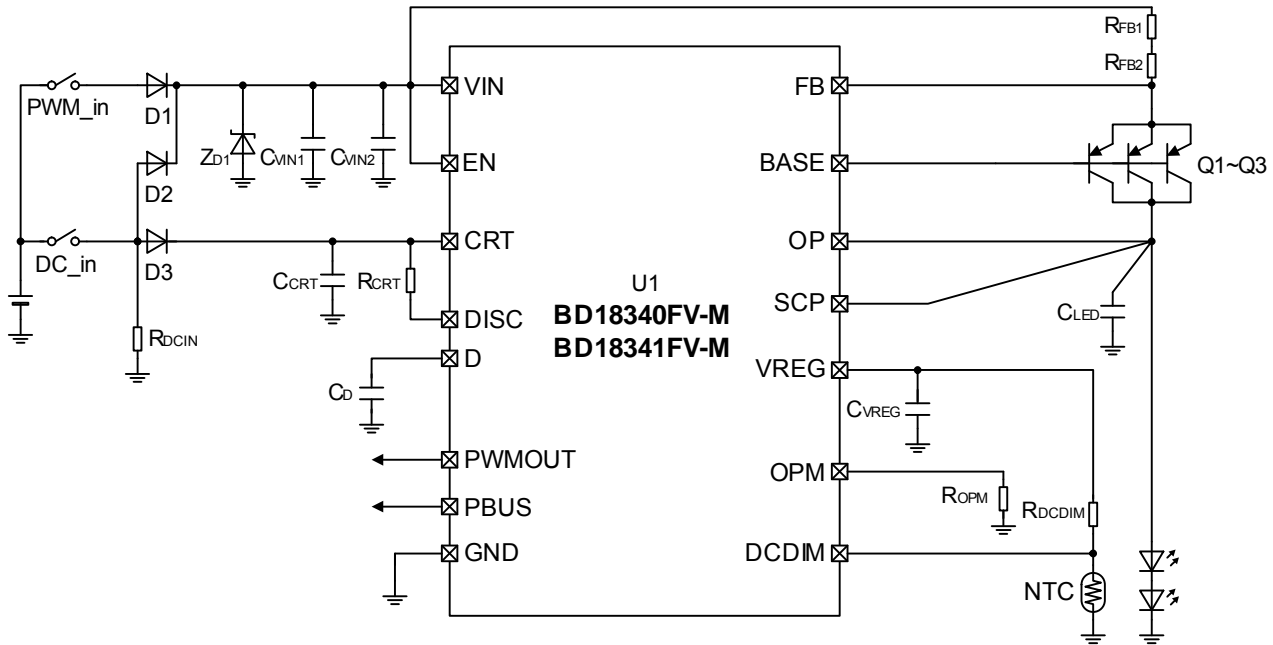 RFB1
RFB2
PWM_in
D1
ZD1
CVIN1
CVIN2
VIN
FB
D2
EN
BASE
Q1~Q3
DC_in
D3
CCRT
RCRT
CRT
OP
U1
BD18340FV-M
BD18341FV-M
SCP
CLED
RDCIN
DISC
D
CD
VREG
CVREG
PWMOUT
OPM
ROPM
RDCDIM
PBUS
GND
DCDIM
NTC